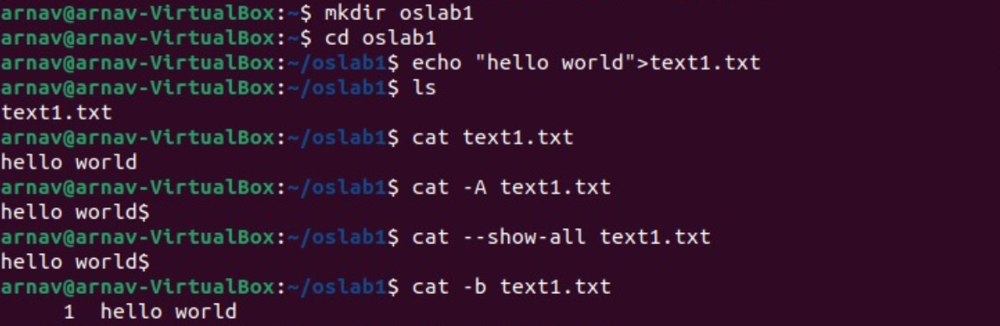 arnav@arnav-VirtualBox:~$ mkdir oslab1
arnav@arnav-VirtualBox:~$ cd oslab1
arnav@arnav-VirtualBox:~/oslab1$ echo "hello world">text1.txt
arnav@arnav-VirtualBox:~/oslab1$ ls
text1.txt
arnav@arnav-VirtualBox:~/oslab1$ cat text1.txt
hello world
arnav@arnav-VirtualBox:~/oslab1$ cat -A text1.txt
hello world$
arnav@arnav-VirtualBox:~/oslab1$ cat --show-all text1.txt
hello world$
arnav@arnav-VirtualBox:~/oslab1$ cat -b text1.txt
     1  hello world